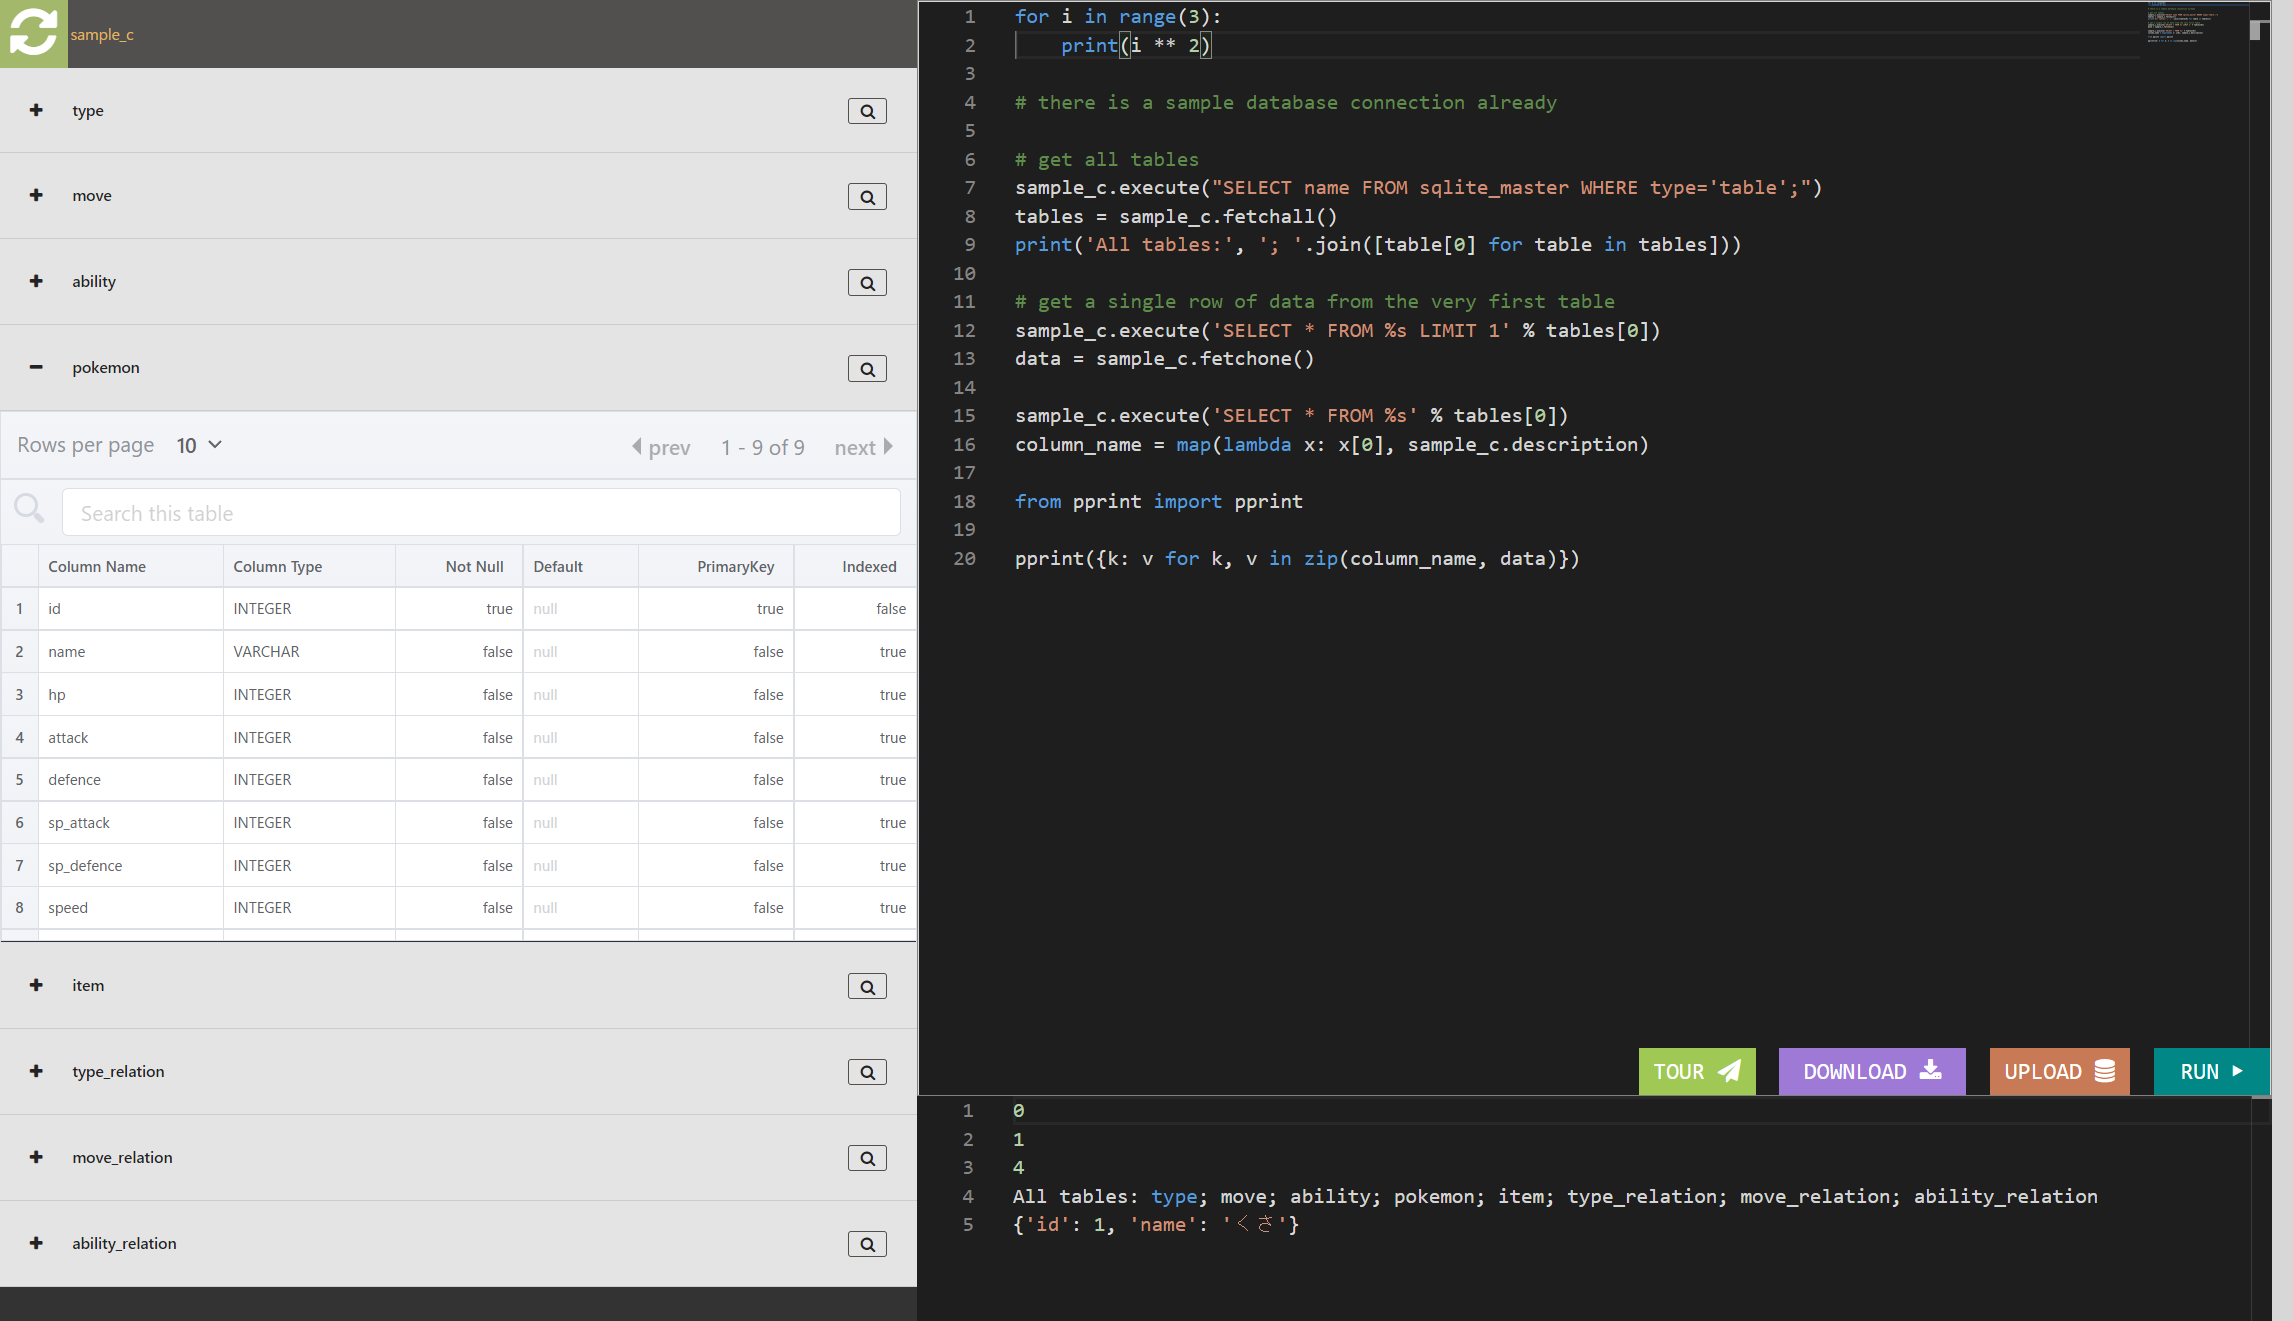 sample_c
type
move
ability
pokemon
Rows per page 10
prev 1 - 9 of 9 next
Search this table
Column Name Column Type Not Null Default PrimaryKey Indexed
1 id INTEGER true null true false
2 name VARCHAR false null false true
3 hp INTEGER false null false true
4 attack INTEGER false null false true
5 defence INTEGER false null false true
6 sp_attack INTEGER false null false true
7 sp_defence INTEGER false null false true
8 speed INTEGER false null false true
item
type_relation
move_relation
ability_relation
1 for i in range(3):
2     print(i ** 2)
3
4 # there is a sample database connection already
5
6 # get all tables
7 sample_c.execute("SELECT name FROM sqlite_master WHERE type='table';")
8 tables = sample_c.fetchall()
9 print('All tables:', '; '.join([table[0] for table in tables]))
10
11 # get a single row of data from the very first table
12 sample_c.execute('SELECT * FROM %s LIMIT 1' % tables[0])
13 data = sample_c.fetchone()
14
15 sample_c.execute('SELECT * FROM %s' % tables[0])
16 column_name = map(lambda x: x[0], sample_c.description)
17
18 from pprint import pprint
19
20 pprint({k: v for k, v in zip(column_name, data)})
TOUR DOWNLOAD UPLOAD RUN
1 0
2 1
3 4
4 All tables: type; move; ability; pokemon; item; type_relation; move_relation; ability_relation
5 {'id': 1, 'name': 'くさ'}